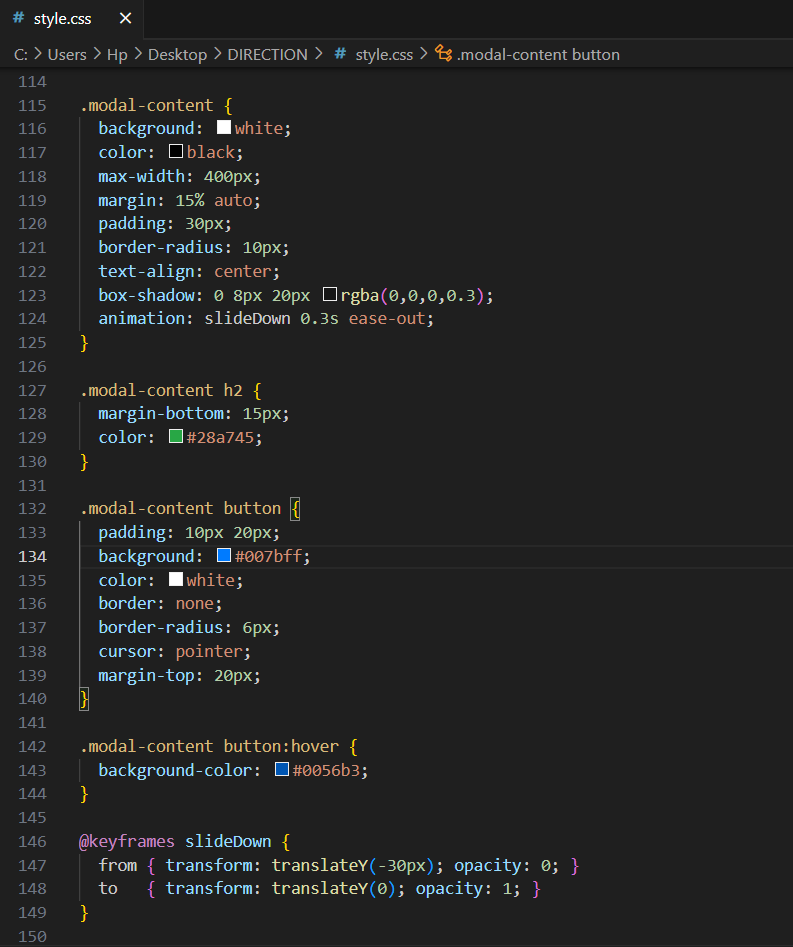 # style.css ×
C: > Users > Hp > Desktop > DIRECTION > # style.css > .modal-content button
114
115 .modal-content {
116   background: white;
117   color: black;
118   max-width: 400px;
119   margin: 15% auto;
120   padding: 30px;
121   border-radius: 10px;
122   text-align: center;
123   box-shadow: 0 8px 20px rgba(0,0,0,0.3);
124   animation: slideDown 0.3s ease-out;
125 }
126
127 .modal-content h2 {
128   margin-bottom: 15px;
129   color: #28a745;
130 }
131
132 .modal-content button {
133   padding: 10px 20px;
134   background: #007bff;
135   color: white;
136   border: none;
137   border-radius: 6px;
138   cursor: pointer;
139   margin-top: 20px;
140 }
141
142 .modal-content button:hover {
143   background-color: #0056b3;
144 }
145
146 @keyframes slideDown {
147   from { transform: translateY(-30px); opacity: 0; }
148   to   { transform: translateY(0); opacity: 1; }
149 }
150